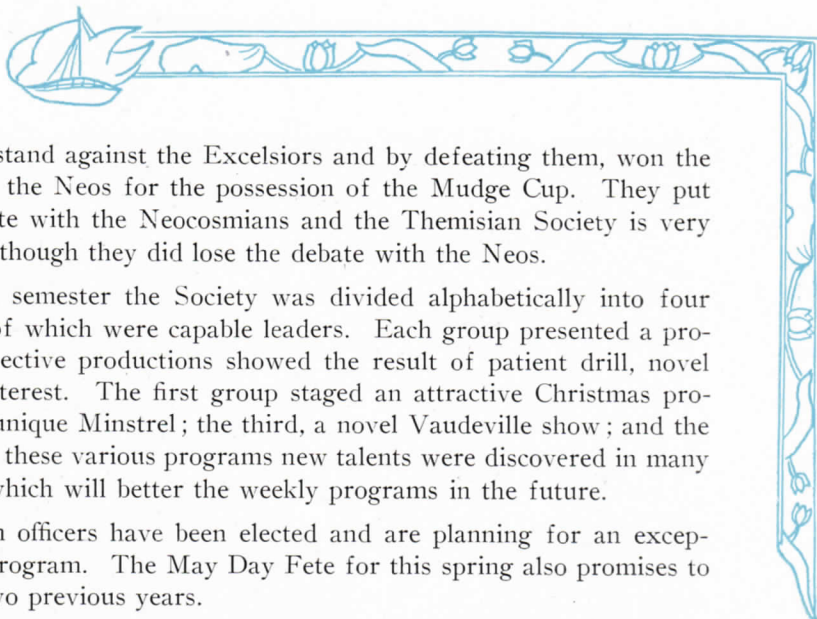 stand against the Excelsiors and by defeating them, won the
the Neos for the possession of the Mudge Cup. They put
te with the Neocosmians and the Themisian Society is very
though they did lose the debate with the Neos.
semester the Society was divided alphabetically into four
of which were capable leaders. Each group presented a pro-
ective productions showed the result of patient drill, novel
terest. The first group staged an attractive Christmas pro-
unique Minstrel; the third, a novel Vaudeville show; and the
these various programs new talents were discovered in many
which will better the weekly programs in the future.
officers have been elected and are planning for an excep-
rogram. The May Day Fete for this spring also promises to
vo previous years.